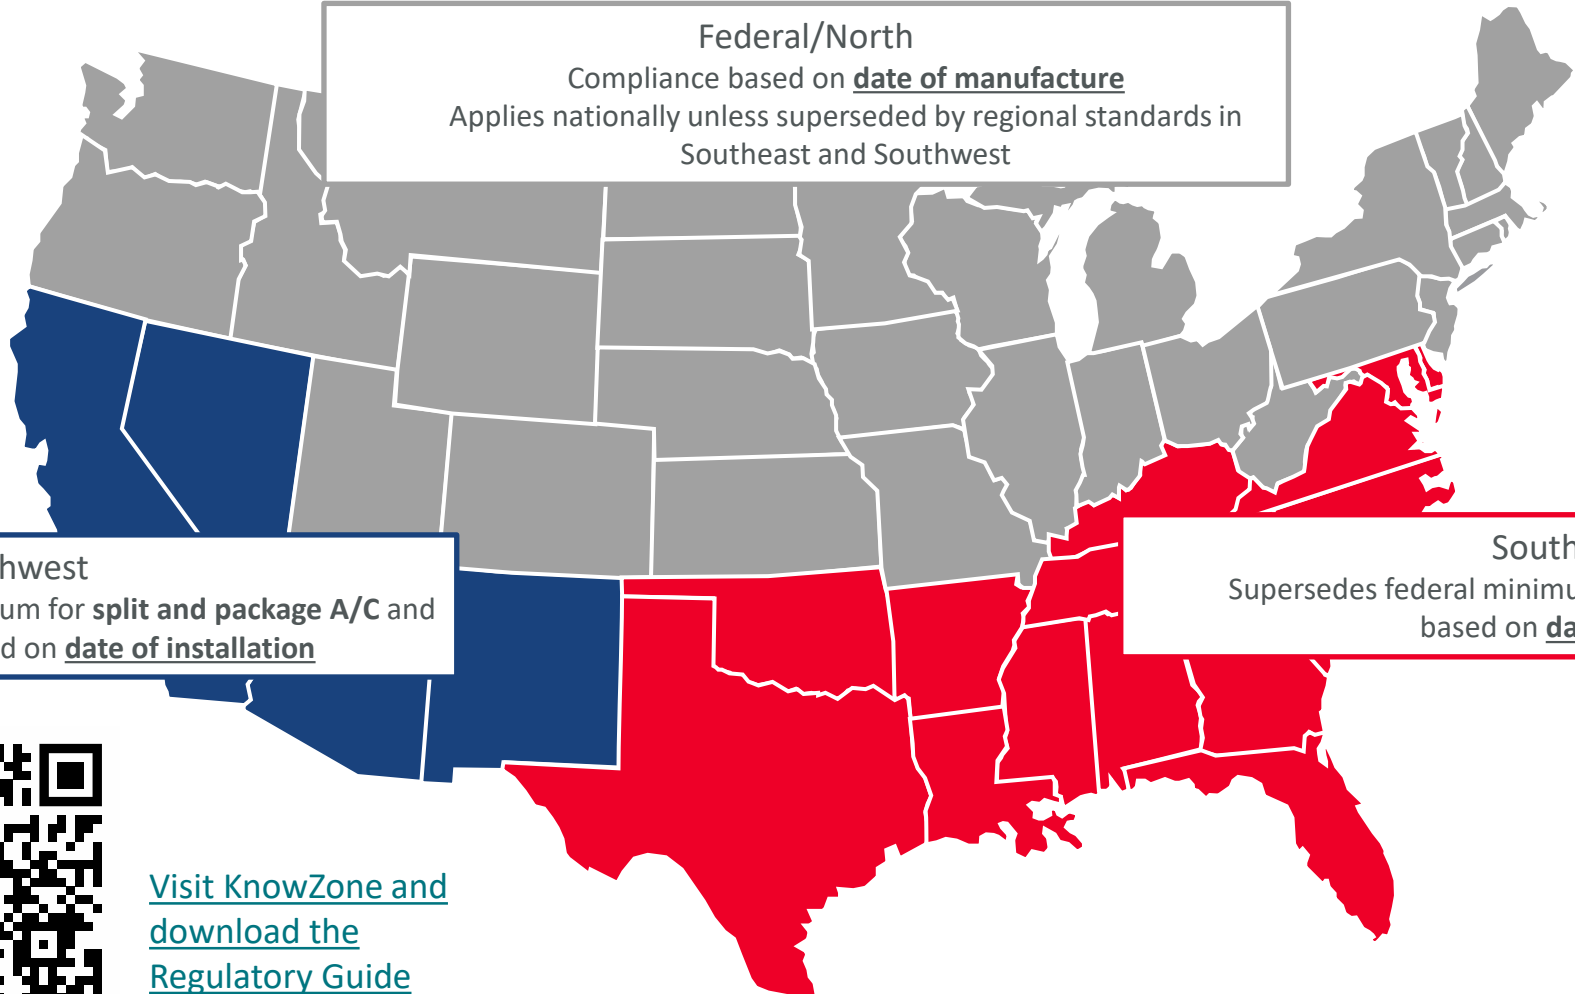 Federal/North
Compliance based on date of manufacture
Applies nationally unless superseded by regional standards in
Southeast and Southwest
hwest
um for split and package A/C and
d on date of installation
South
Supersedes federal minimu
based on da
Visit KnowZone and
download the
Regulatory Guide